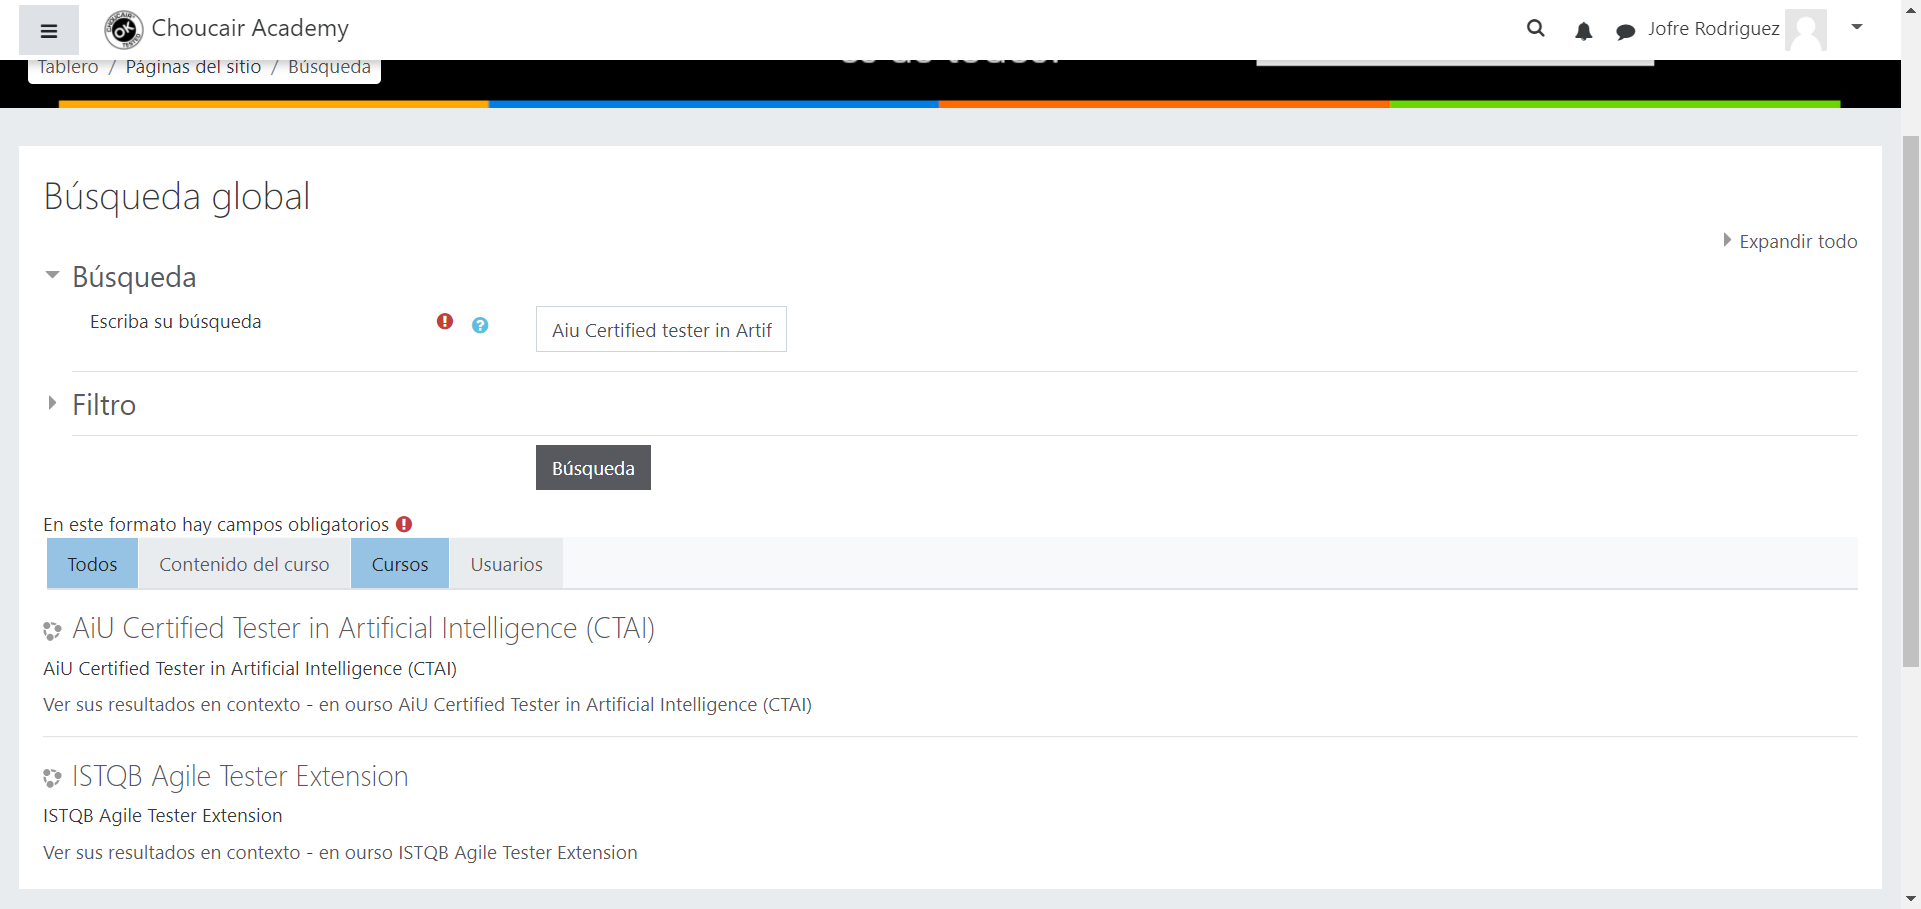 Choucair Academy
Jofre Rodriguez
Tablero / Páginas del sitio / Búsqueda
Búsqueda global
Expandir todo
Búsqueda
Escriba su búsqueda
Aiu Certified tester in Artif
Filtro
Búsqueda
En este formato hay campos obligatorios
Todos Contenido del curso Cursos Usuarios
AiU Certified Tester in Artificial Intelligence (CTAI)
AiU Certified Tester in Artificial Intelligence (CTAI)
Ver sus resultados en contexto - en ourso AiU Certified Tester in Artificial Intelligence (CTAI)
ISTQB Agile Tester Extension
ISTQB Agile Tester Extension
Ver sus resultados en contexto - en ourso ISTQB Agile Tester Extension